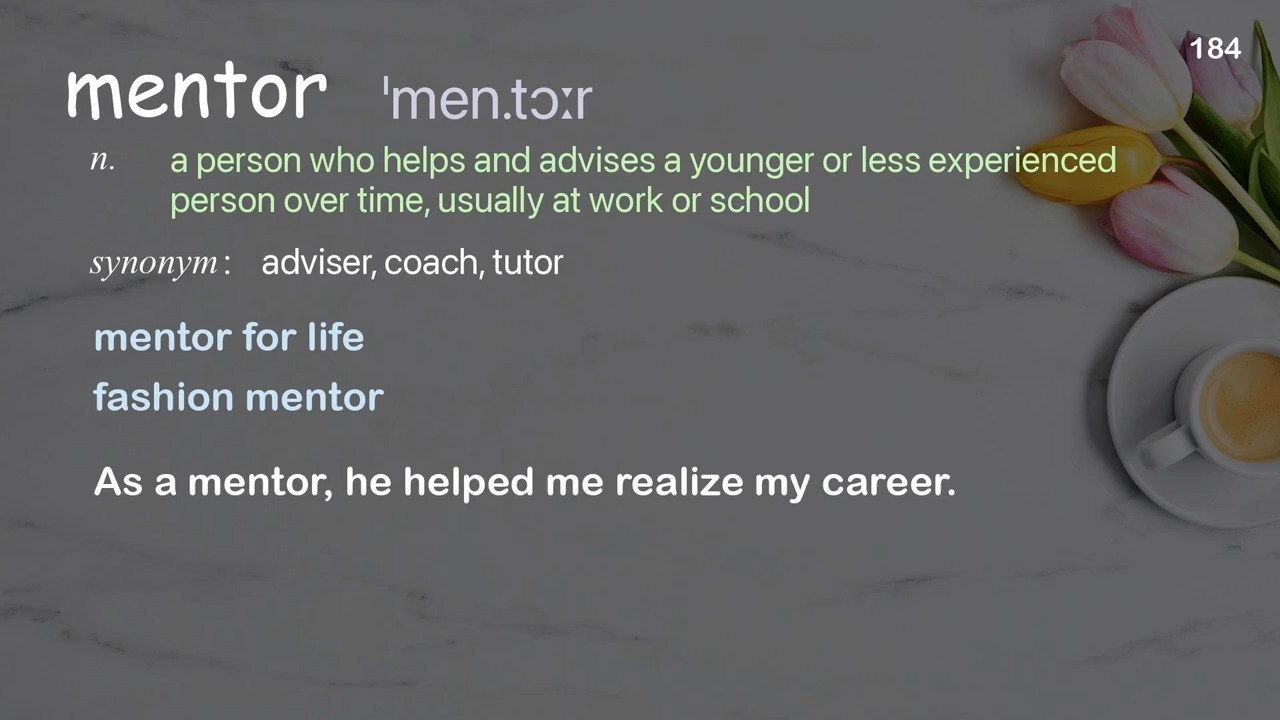 184
mentor ˈmen.tɔːr
n. a person who helps and advises a younger or less experienced
person over time, usually at work or school
synonym : adviser, coach, tutor
mentor for life
fashion mentor
As a mentor, he helped me realize my career.